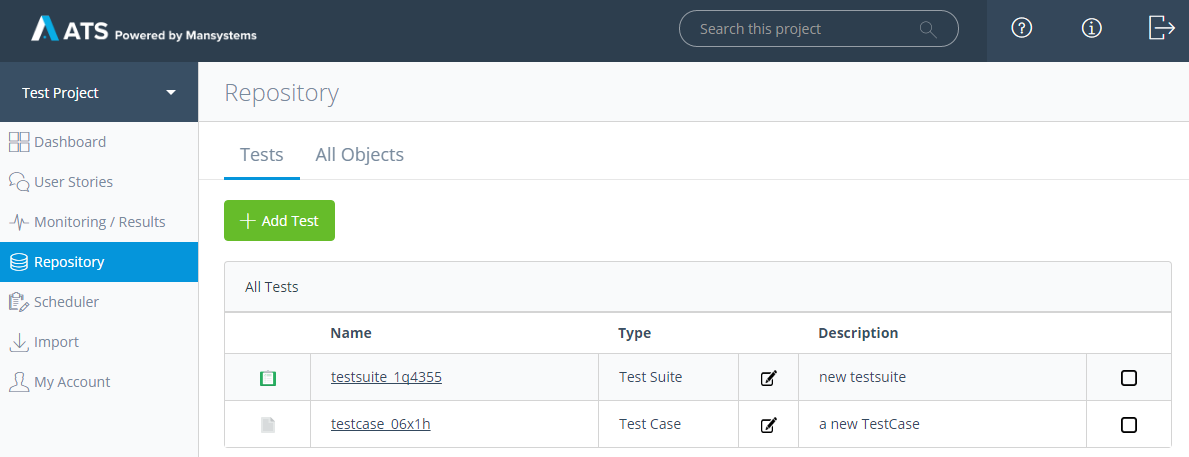 ATS Powered by Mansystems
Search this project
Test Project
Repository
Dashboard
User Stories
Monitoring / Results
Repository
Scheduler
Import
My Account
Tests All Objects
Add Test
All Tests
Name Type Description
testsuite_1q4355 Test Suite new testsuite
testcase_06x1h Test Case a new TestCase